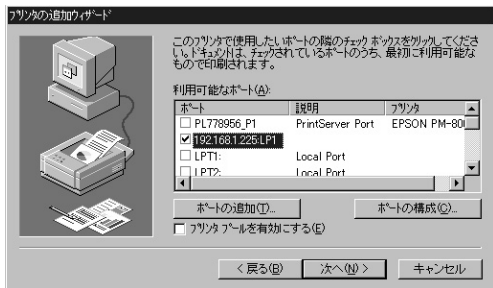 プリンタの追加ウィザード
このプリンタで使用したいポートの隣のチェック ボックスをクリックしてくださ
い。ドキュメントは、チェックされているポートのうち、最初に利用可能な
もので印刷されます。
利用可能なポート(A):
ポート 説明 プリンタ
PL778956_P1 PrintServer Port EPSON PM-80
192.168.1.225:LP1
LPT1: Local Port
LPT2: Local Port
ポートの追加(T)... ポートの構成(C)...
プリンタ プールを有効にする(E)
< 戻る(B) 次へ(N) > キャンセル